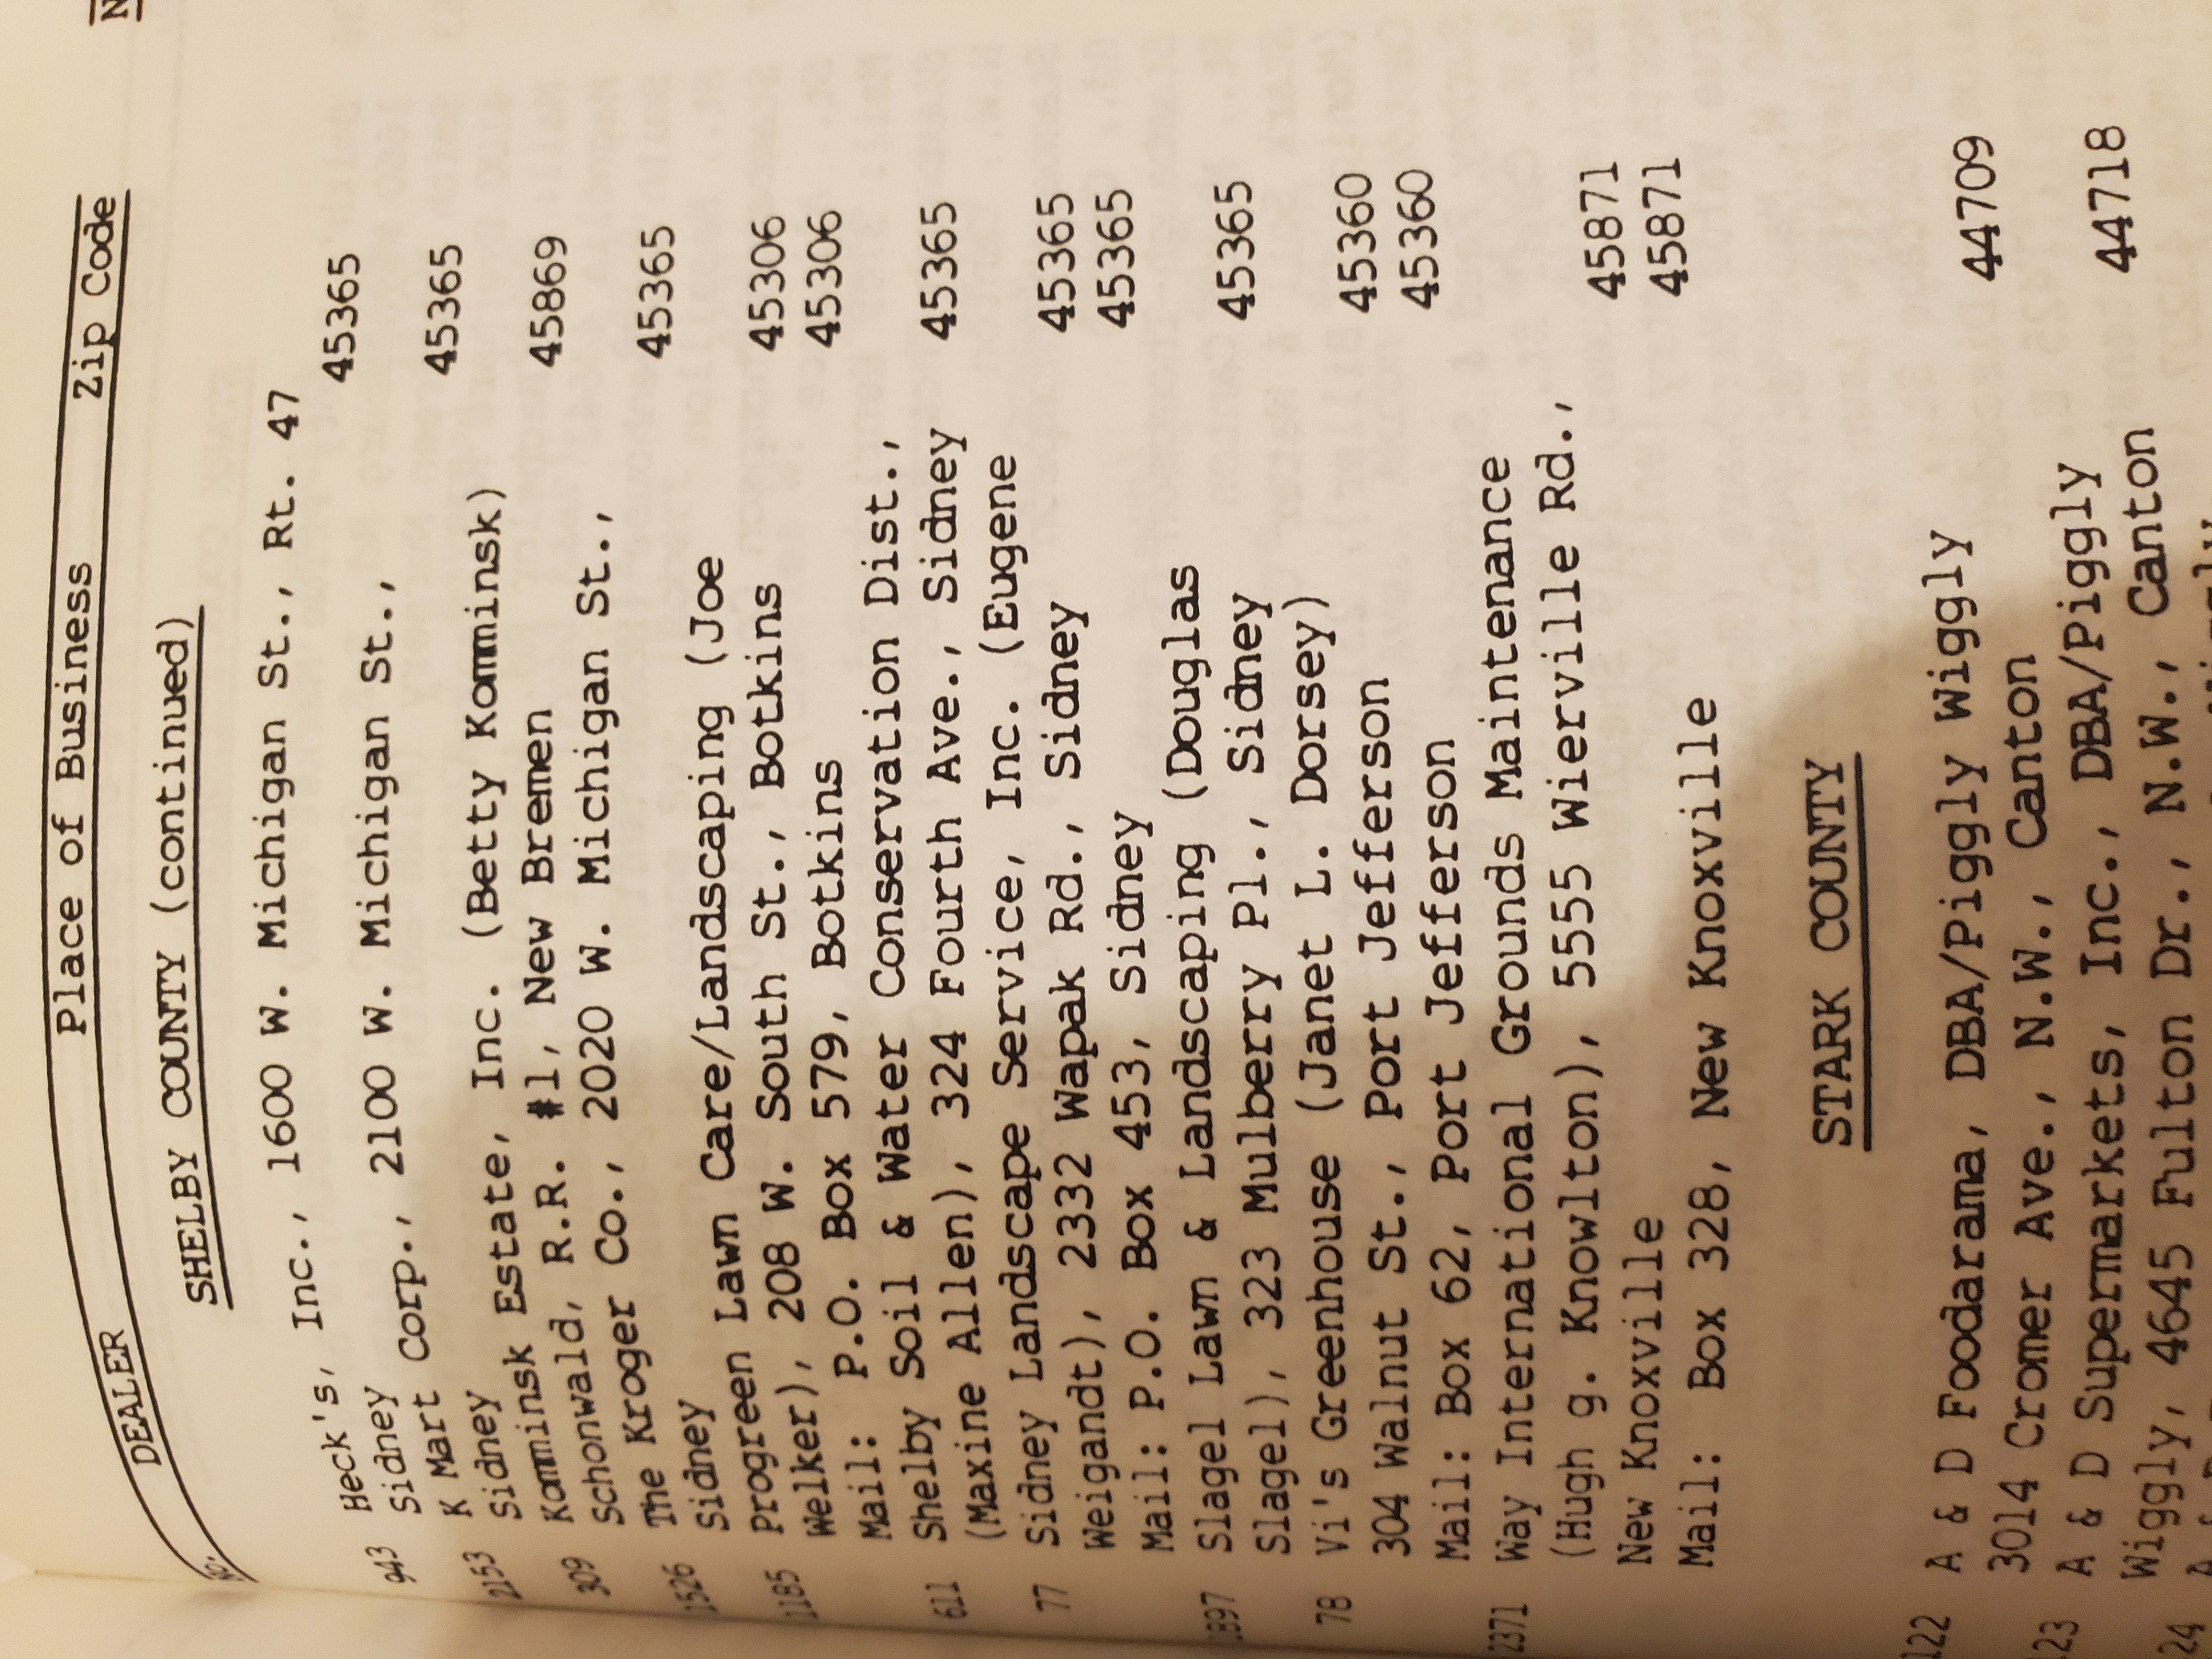 No. DEALER Place of Business Zip Code
SHELBY COUNTY (continued)
943 Heck's, Inc., 1600 W. Michigan St., Rt. 47
Sidney 45365
2153 K Mart Corp., 2100 W. Michigan St.,
Sidney 45365
309 Komminsk Estate, Inc. (Betty Komminsk)
Schonwald, R.R. #1, New Bremen 45869
1526 The Kroger Co., 2020 W. Michigan St.,
Sidney 45365
1185 Progreen Lawn Care/Landscaping (Joe
Welker), 208 W. South St., Botkins 45306
Mail: P.O. Box 579, Botkins 45306
611 Shelby Soil & Water Conservation Dist.,
(Maxine Allen), 324 Fourth Ave., Sidney 45365
77 Sidney Landscape Service, Inc. (Eugene
Weigandt), 2332 Wapak Rd., Sidney 45365
Mail: P.O. Box 453, Sidney 45365
1897 Slagel Lawn & Landscaping (Douglas
Slagel), 323 Mulberry Pl., Sidney 45365
78 Vi's Greenhouse (Janet L. Dorsey)
304 Walnut St., Port Jefferson 45360
Mail: Box 62, Port Jefferson 45360
2371 Way International Grounds Maintenance
(Hugh g. Knowlton), 5555 Wierville Rd.,
New Knoxville 45871
Mail: Box 328, New Knoxville 45871
STARK COUNTY
122 A & D Foodarama, DBA/Piggly Wiggly
3014 Cromer Ave., N.W., Canton 44709
23 A & D Supermarkets, Inc., DBA/Piggly
Wiggly, 4645 Fulton Dr., N.W., Canton 44718
24